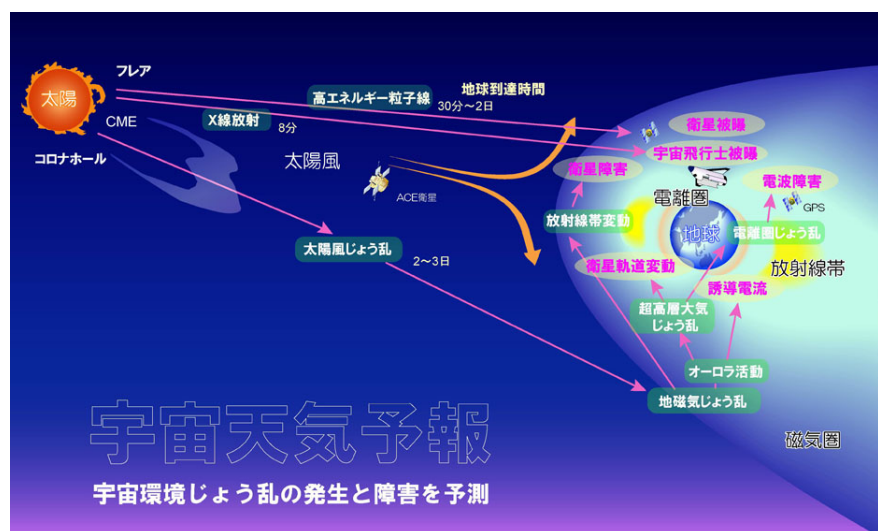 フレア
太陽
CME
コロナホール
X線放射
8分
高エネルギー粒子線
30分～2日
地球到達時間
太陽風
ACE衛星
太陽風じょう乱
2～3日
衛星被曝
宇宙飛行士被曝
衛星障害
電離圏
電波障害
GPS
放射線帯変動
地球
電離圏じょう乱
衛星軌道変動
放射線帯
誘導電流
超高層大気
じょう乱
オーロラ活動
地磁気じょう乱
磁気圏
宇宙天気予報
宇宙環境じょう乱の発生と障害を予測